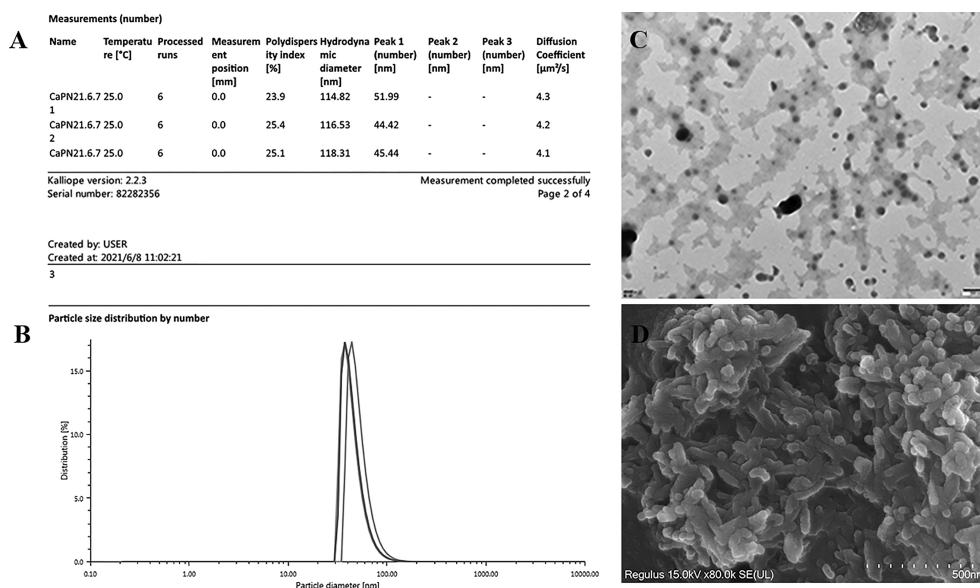 Measurements (number)
A
Name Temperatu Processed Measurem Polydispers Hydrodyna Peak 1 Peak 2 Peak 3 Diffusion
re [°C] runs ent ity index mic (number) (number) (number) Coefficient
position [%] diameter [nm] [nm] [nm] [μm²/s]
[mm] [nm]
CaPN21.6.7 25.0 6 0.0 23.9 114.82 51.99 - - 4.3
1
CaPN21.6.7 25.0 6 0.0 25.4 116.53 44.42 - - 4.2
2
CaPN21.6.7 25.0 6 0.0 25.1 118.31 45.44 - - 4.1
Kalliope version: 2.2.3 Measurement completed successfully
Serial number: 82282356 Page 2 of 4
Created by: USER
Created at: 2021/6/8 11:02:21
3
B
Particle size distribution by number
Distribution [%]
15.0
10.0
5.0
0.0
0.10 1.00 10.00 100.00 1000.00 10000.00
Particle diameter [nm]
C
D
Regulus 15.0kV x80.0k SE(UL) 500n